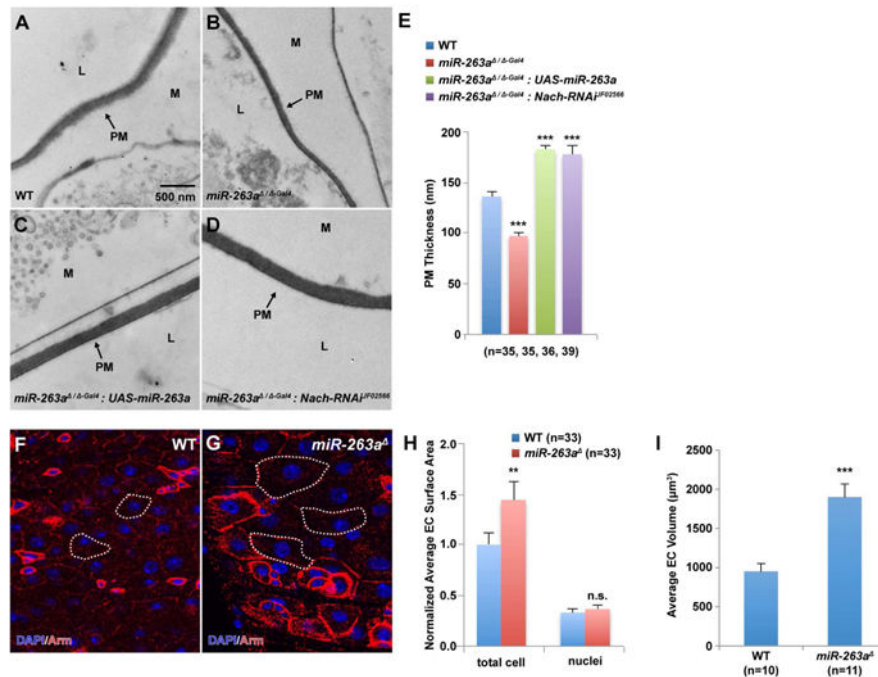 A
L
M
PM
WT
500 nm
B
M
L
PM
miR-263aΔ/Δ-Gal4
C
M
PM
L
miR-263aΔ/Δ-Gal4 : UAS-miR-263a
D
M
PM
L
miR-263aΔ/Δ-Gal4 : Nach-RNAiJF02566
E
WT
miR-263aΔ/Δ-Gal4
miR-263aΔ/Δ-Gal4 : UAS-miR-263a
miR-263aΔ/Δ-Gal4 : Nach-RNAiJF02566
PM Thickness (nm)
200
150
100
50
0
***
***
***
(n=35, 35, 36, 39)
F
WT
DAPI/Arm
G
miR-263aΔ
DAPI/Arm
H
WT (n=33)
miR-263aΔ (n=33)
Normalized Average EC Surface Area
2.0
1.5
1.0
0.5
0.0
**
n.s.
total cell
nuclei
I
Average EC Volume (µm³)
2500
2000
1500
1000
500
0
***
WT
(n=10)
miR-263aΔ
(n=11)